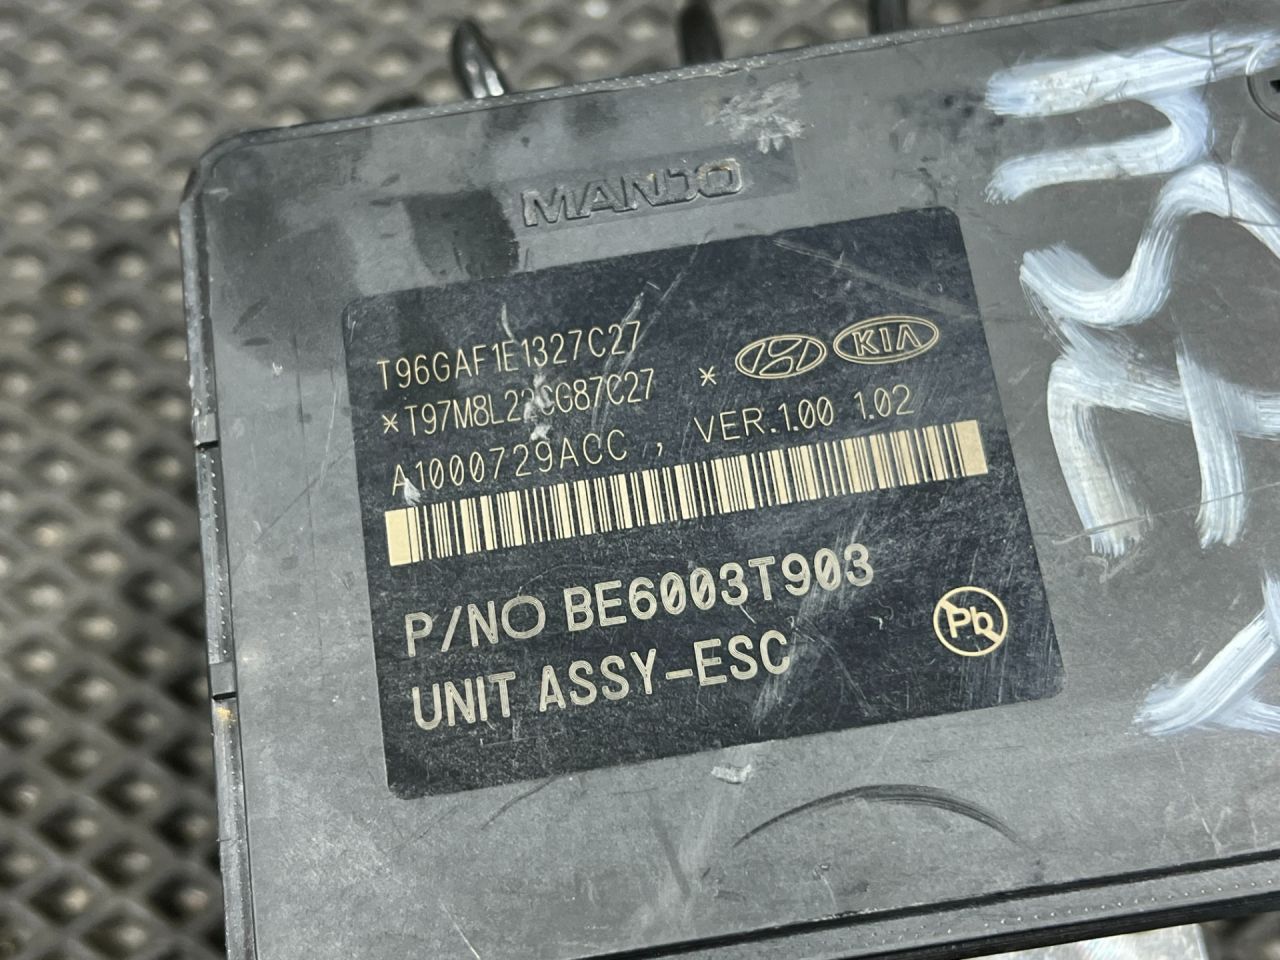 MANDO
T96GAF1E1327C27
KIA
*
A1000729ACC ,, VER.1.00 1.02
P/NO BE6003T903
UNIT ASSY-ESC
Pb